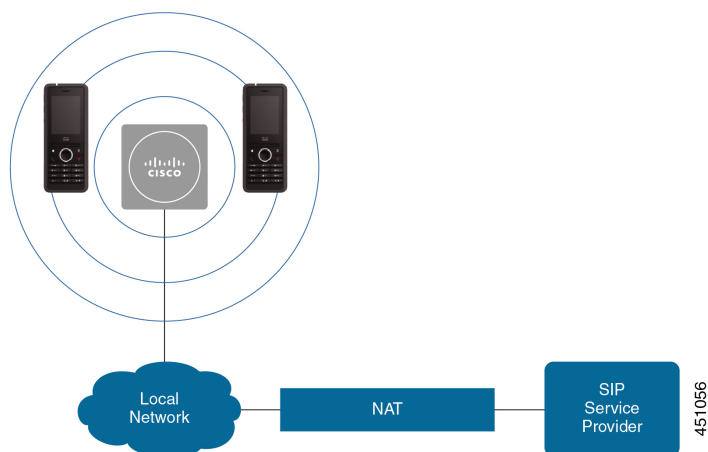 CISCO
Local
Network
NAT
SIP
Service
Provider
451056